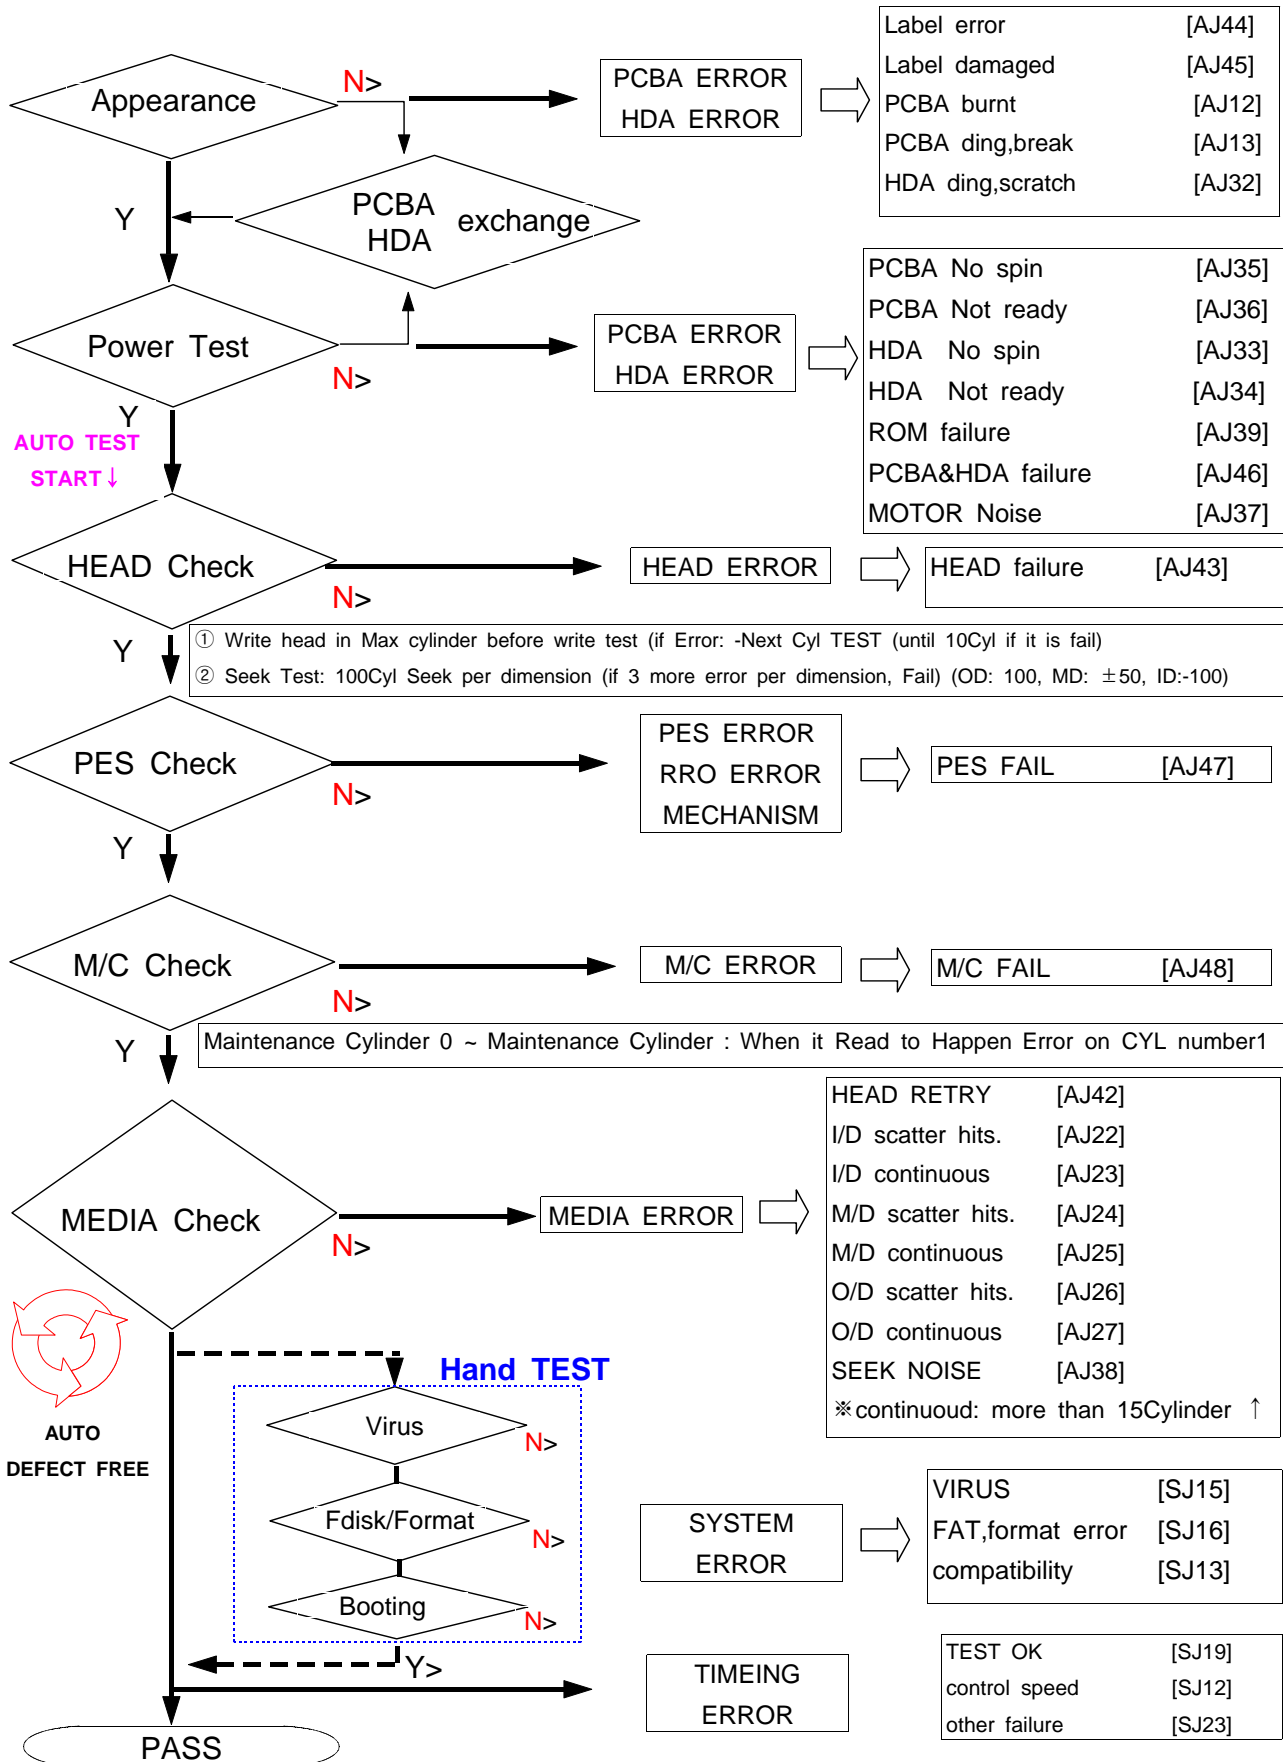 Appearance
N>
PCBA ERROR
HDA ERROR
Label error [AJ44]
Label damaged [AJ45]
PCBA burnt [AJ12]
PCBA ding,break [AJ13]
HDA ding,scratch [AJ32]
Y
PCBA
HDA
exchange
Power Test
N>
PCBA ERROR
HDA ERROR
PCBA No spin [AJ35]
PCBA Not ready [AJ36]
HDA No spin [AJ33]
HDA Not ready [AJ34]
ROM failure [AJ39]
PCBA&HDA failure [AJ46]
MOTOR Noise [AJ37]
Y
AUTO TEST
START↓
HEAD Check
N>
HEAD ERROR
HEAD failure [AJ43]
Y
① Write head in Max cylinder before write test (if Error: -Next Cyl TEST (until 10Cyl if it is fail)
② Seek Test: 100Cyl Seek per dimension (if 3 more error per dimension, Fail) (OD: 100, MD: ±50, ID:-100)
PES Check
N>
PES ERROR
RRO ERROR
MECHANISM
PES FAIL [AJ47]
Y
M/C Check
N>
M/C ERROR
M/C FAIL [AJ48]
Y
Maintenance Cylinder 0 ~ Maintenance Cylinder : When it Read to Happen Error on CYL number1
MEDIA Check
N>
MEDIA ERROR
HEAD RETRY [AJ42]
I/D scatter hits. [AJ22]
I/D continuous [AJ23]
M/D scatter hits. [AJ24]
M/D continuous [AJ25]
O/D scatter hits. [AJ26]
O/D continuous [AJ27]
SEEK NOISE [AJ38]
※continuoud: more than 15Cylinder ↑
AUTO
DEFECT FREE
Hand TEST
Virus
N>
Fdisk/Format
N>
Booting
N>
Y>
SYSTEM
ERROR
VIRUS [SJ15]
FAT,format error [SJ16]
compatibility [SJ13]
TIMEING
ERROR
TEST OK [SJ19]
control speed [SJ12]
other failure [SJ23]
PASS